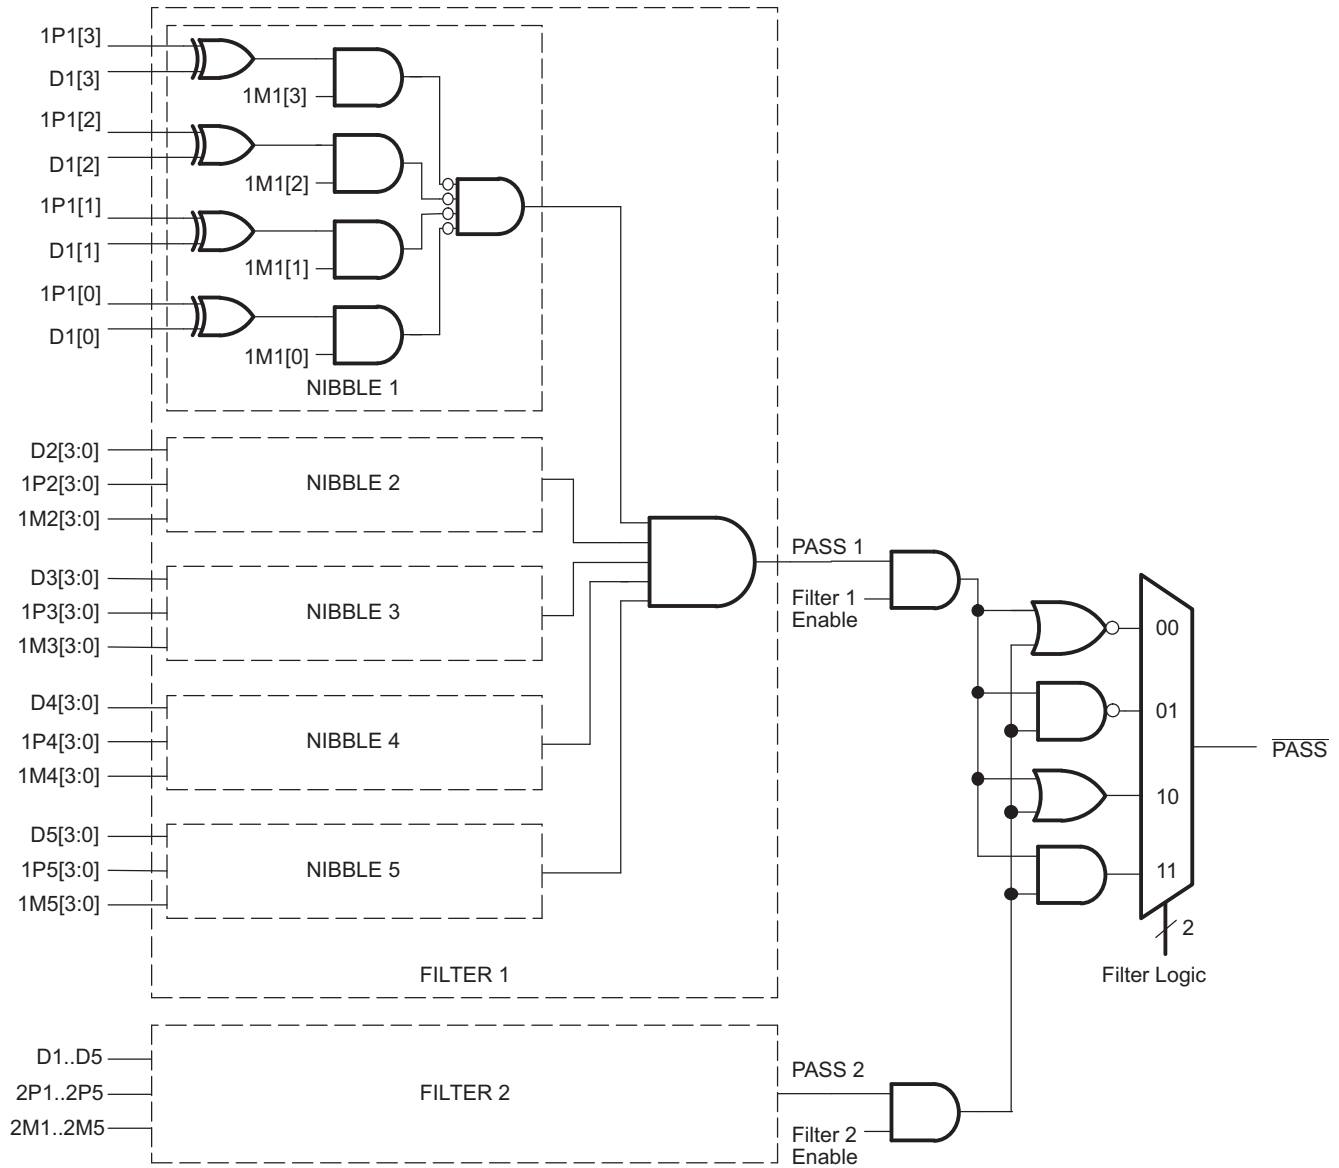 1P1[3]
D1[3]
1M1[3]
1P1[2]
D1[2]
1M1[2]
1P1[1]
D1[1]
1M1[1]
1P1[0]
D1[0]
1M1[0]
NIBBLE 1
D2[3:0]
1P2[3:0]
1M2[3:0]
NIBBLE 2
D3[3:0]
1P3[3:0]
1M3[3:0]
NIBBLE 3
D4[3:0]
1P4[3:0]
1M4[3:0]
NIBBLE 4
D5[3:0]
1P5[3:0]
1M5[3:0]
NIBBLE 5
FILTER 1
PASS 1
Filter 1
Enable
00
01
10
11
PASS
2
Filter Logic
D1..D5
2P1..2P5
2M1..2M5
FILTER 2
PASS 2
Filter 2
Enable